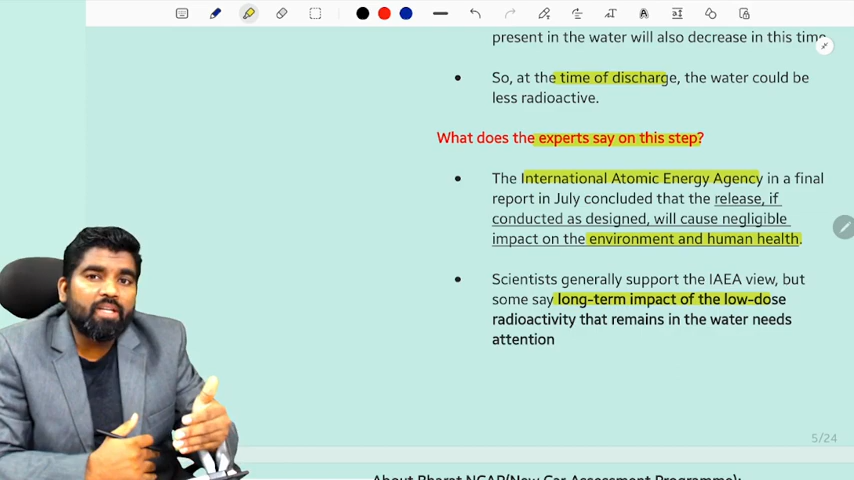 present in the water will also decrease in this time
• So, at the time of discharge, the water could be
less radioactive.
What does the experts say on this step?
• The International Atomic Energy Agency in a final
report in July concluded that the release, if
conducted as designed, will cause negligible
impact on the environment and human health.
• Scientists generally support the IAEA view, but
some say long-term impact of the low-dose
radioactivity that remains in the water needs
attention
5/24
About Bharat NCAP(New Car Assessment Programme):